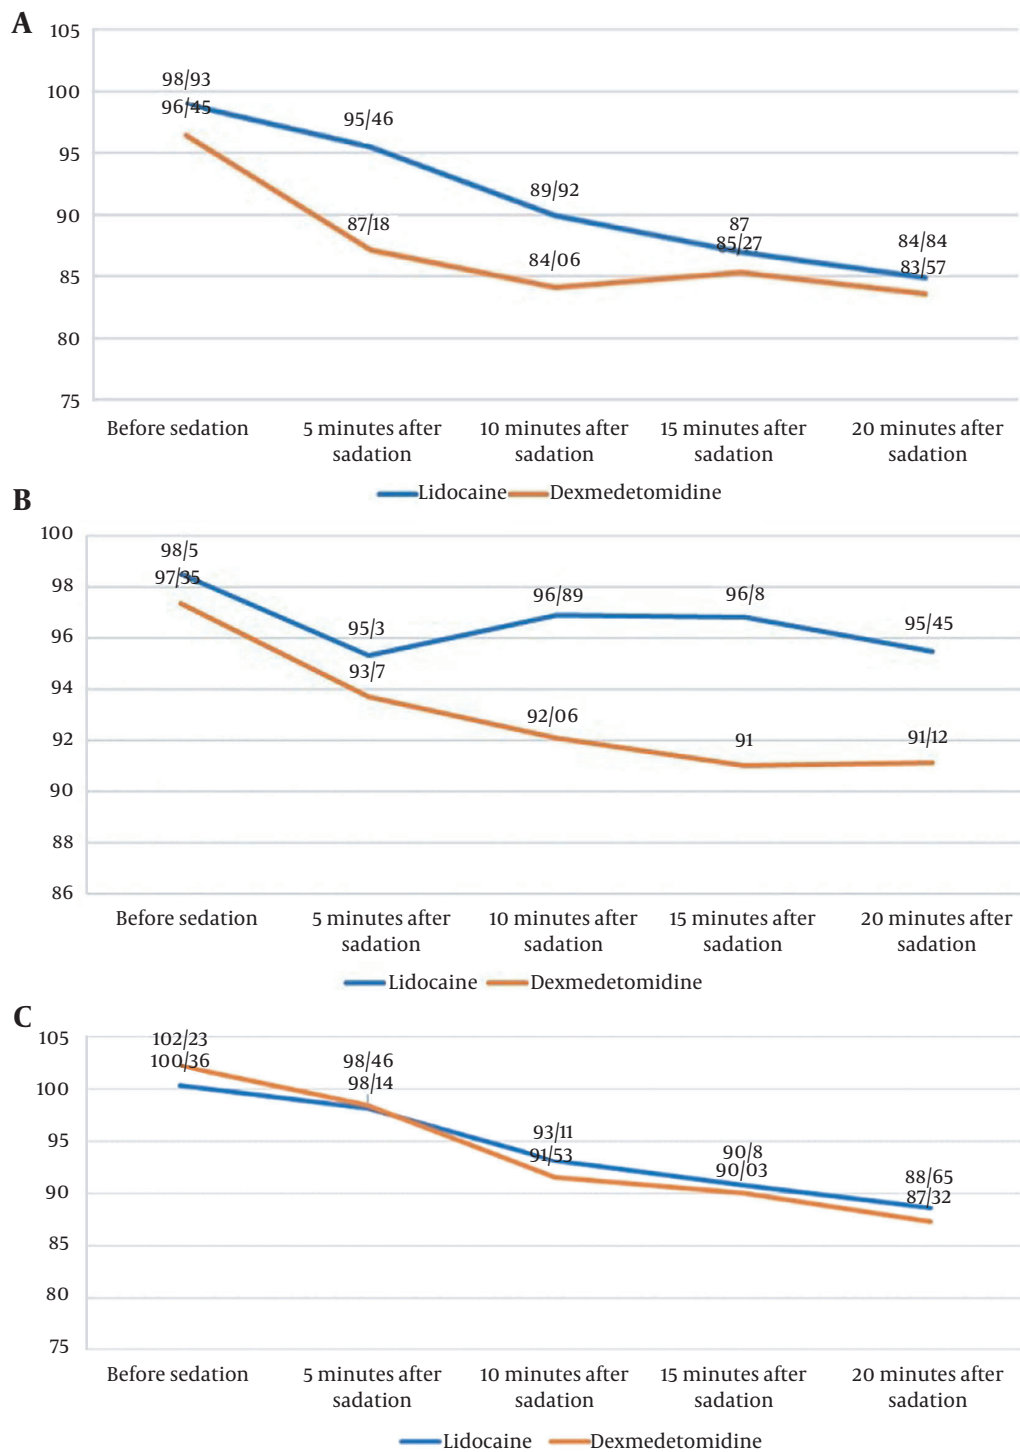 A
105
100
95
90
85
80
75
98/93
96/45
95/46
87/18
89/92
84/06
87
85/27
84/84
83/57
Before sedation
5 minutes after
sadation
10 minutes after
sadation
15 minutes after
sadation
20 minutes after
sadation
Lidocaine
Dexmedetomidine
B
100
98
96
94
92
90
88
86
98/5
97/35
95/3
93/7
96/89
92/06
96/8
91
95/45
91/12
Before sedation
5 minutes after
sadation
10 minutes after
sadation
15 minutes after
sadation
20 minutes after
sadation
Lidocaine
Dexmedetomidine
C
105
100
95
90
85
80
75
102/23
100/36
98/46
98/14
93/11
91/53
90/8
90/03
88/65
87/32
Before sedation
5 minutes after
sadation
10 minutes after
sadation
15 minutes after
sadation
20 minutes after
sadation
Lidocaine
Dexmedetomidine